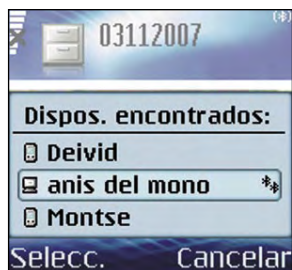 03112007
Dispos. encontrados:
Deivid
anis del mono
Montse
Selecc. Cancelar